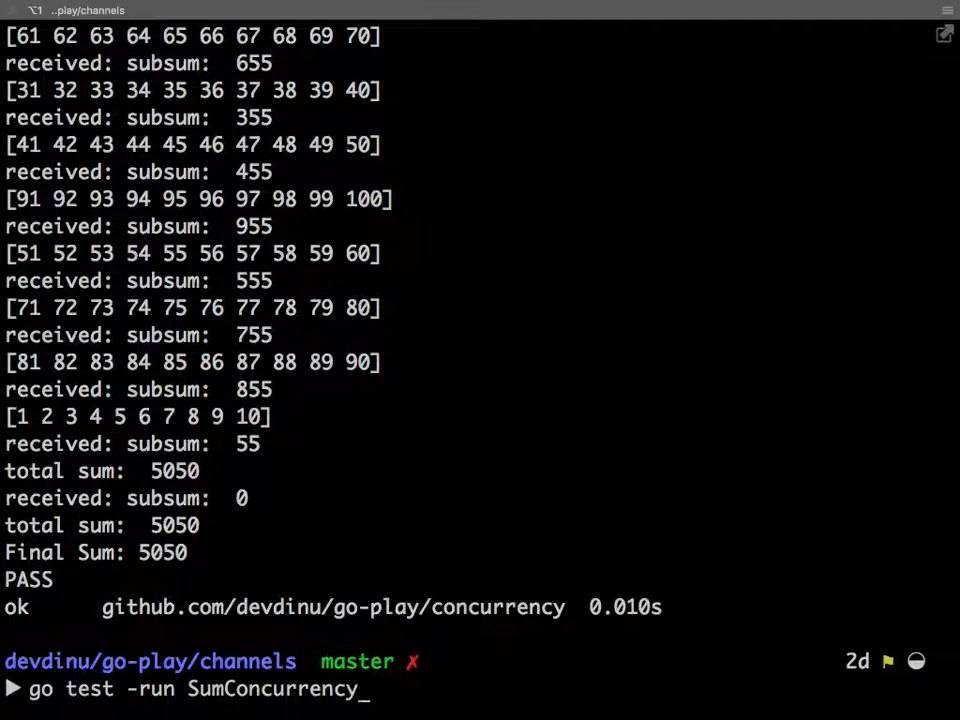 ⌥1 ..play/channels
[61 62 63 64 65 66 67 68 69 70]
received: subsum:  655
[31 32 33 34 35 36 37 38 39 40]
received: subsum:  355
[41 42 43 44 45 46 47 48 49 50]
received: subsum:  455
[91 92 93 94 95 96 97 98 99 100]
received: subsum:  955
[51 52 53 54 55 56 57 58 59 60]
received: subsum:  555
[71 72 73 74 75 76 77 78 79 80]
received: subsum:  755
[81 82 83 84 85 86 87 88 89 90]
received: subsum:  855
[1 2 3 4 5 6 7 8 9 10]
received: subsum:  55
total sum:  5050
received: subsum:  0
total sum:  5050
Final Sum: 5050
PASS
ok      github.com/devdinu/go-play/concurrency  0.010s
devdinu/go-play/channels  master ✗ 2d
▶ go test -run SumConcurrency_